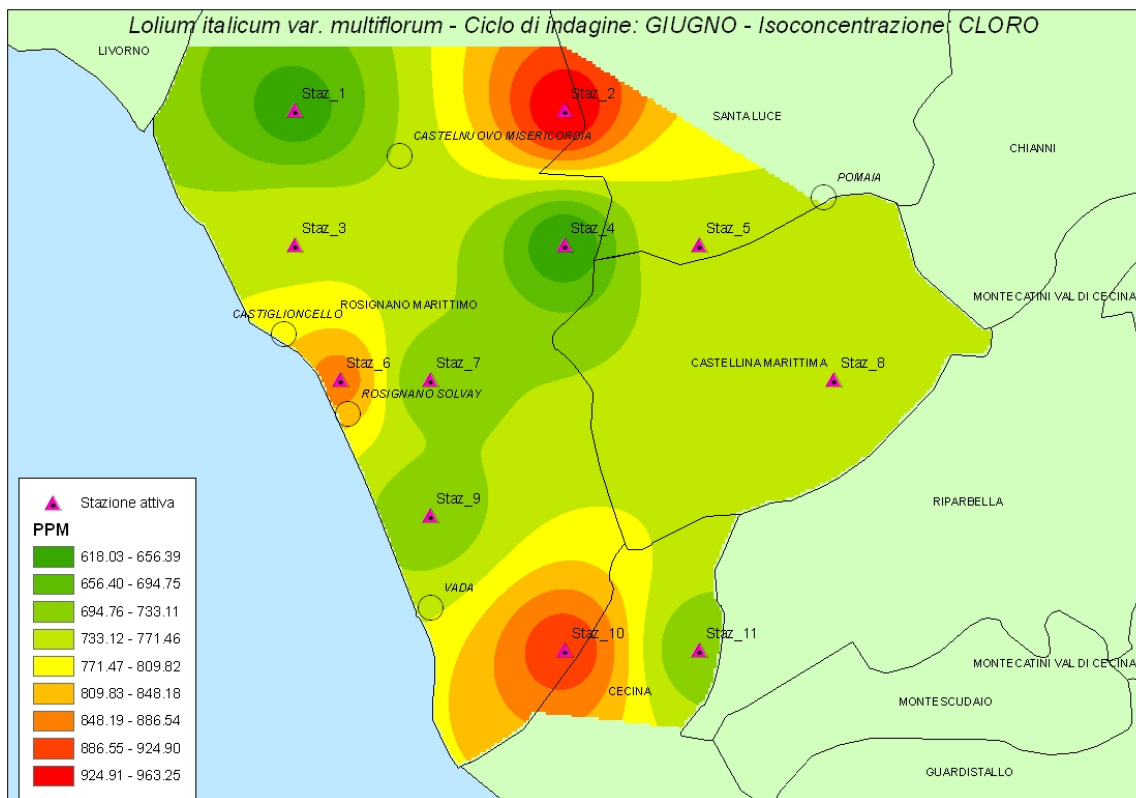 Lolium italicum var. multiflorum - Ciclo di indagine: GIUGNO - Isoconcentrazione: CLORO
LIVORNO
Staz_1
Staz_2
SANTA LUCE
CASTELNUOVO MISERICORDIA
CHIANNI
POMAIA
Staz_3
Staz_4
Staz_5
MONTECATINI VAL DI CECINA
ROSIGNANO MARITTIMO
CASTIGLIONCELLO
Staz_6
Staz_7
CASTELLINA MARITTIMA
Staz_8
ROSIGNANO SOLVAY
Staz_9
RIPARBELLA
VADA
Staz_10
Staz_11
MONTECATINI VAL DI CECINA
CECINA
MONTESCUDAIO
GUARDISTALLO
Stazione attiva
PPM
618.03 - 656.39
656.40 - 694.75
694.76 - 733.11
733.12 - 771.46
771.47 - 809.82
809.83 - 848.18
848.19 - 886.54
886.55 - 924.90
924.91 - 963.25